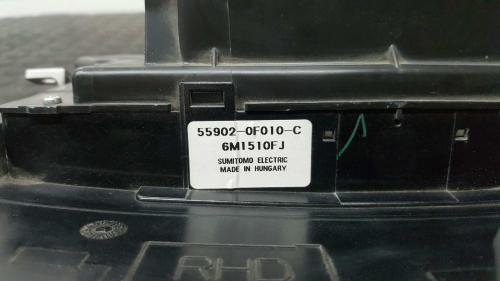 55902-0F010-C
6M1510FJ
SUMITOMO ELECTRIC
MADE IN HUNGARY
RHD